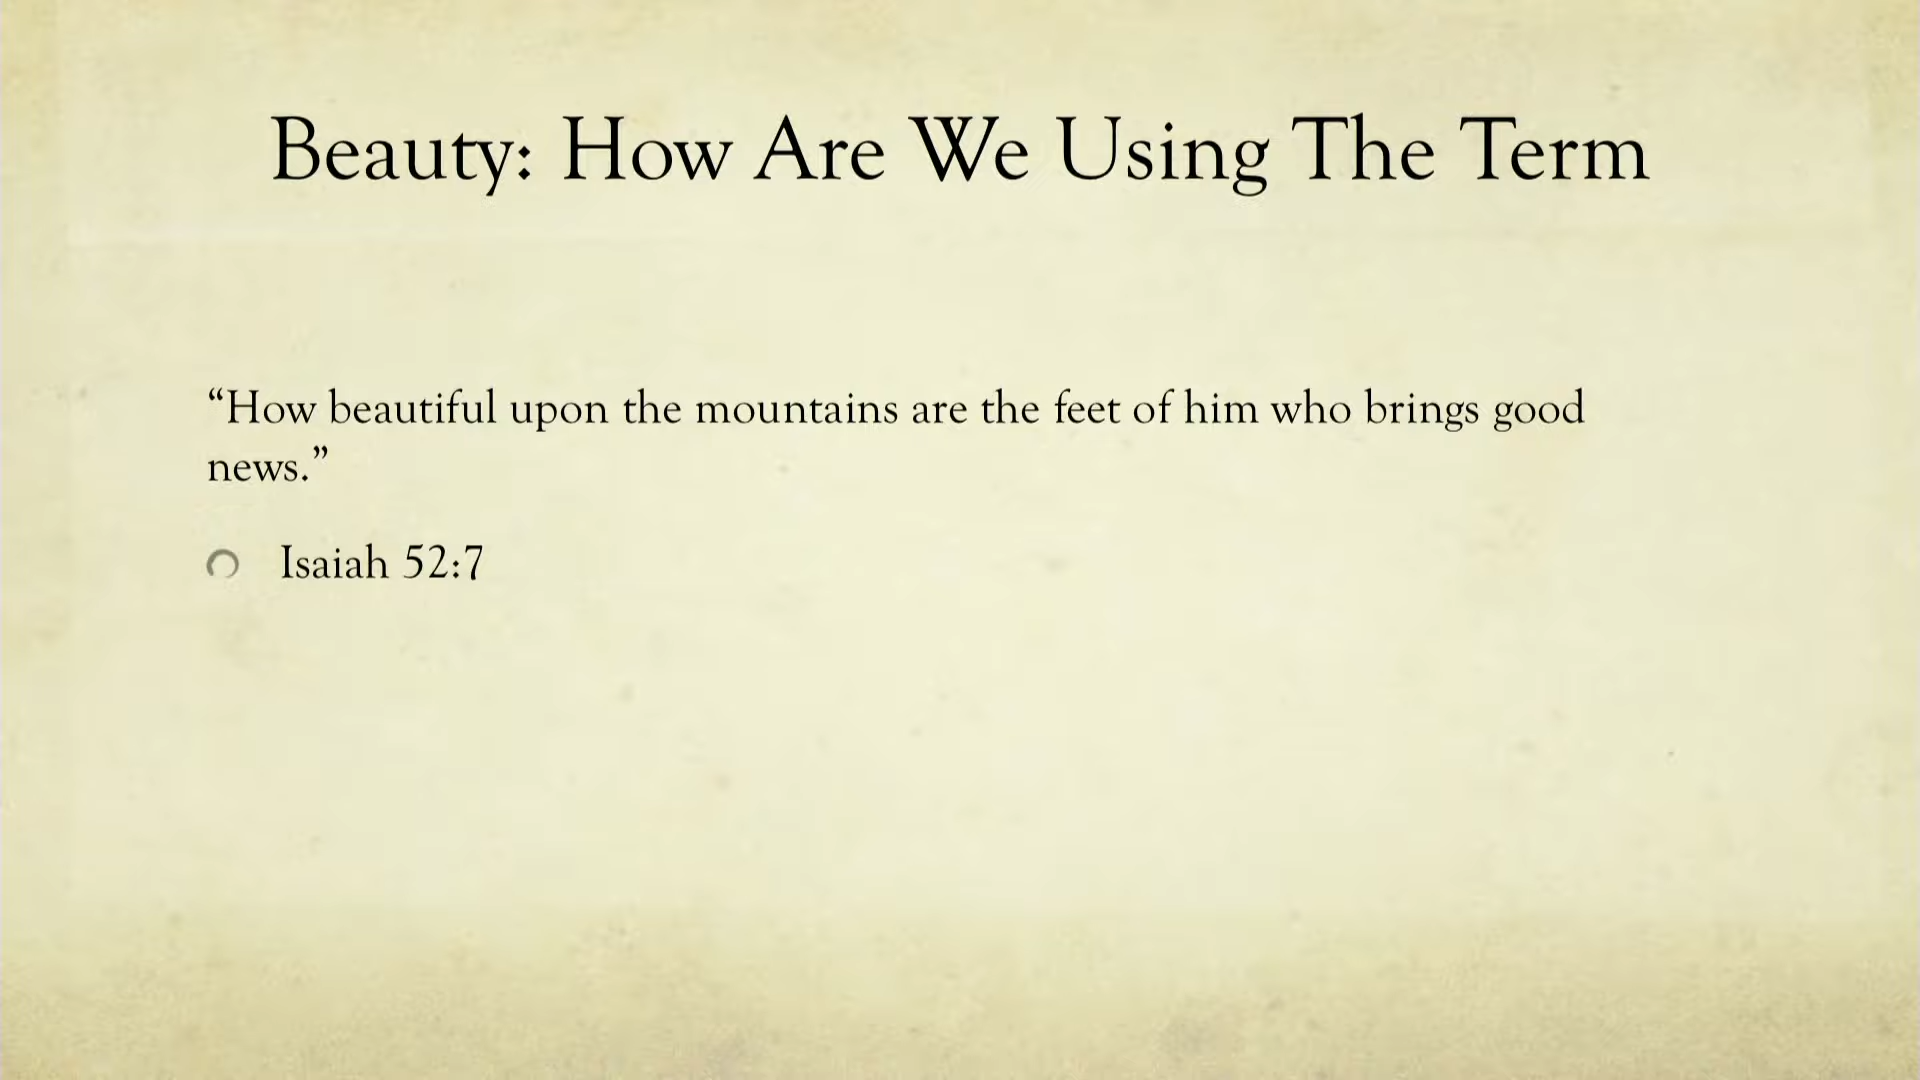 Beauty: How Are We Using The Term
“How beautiful upon the mountains are the feet of him who brings good
news.”
Isaiah 52:7